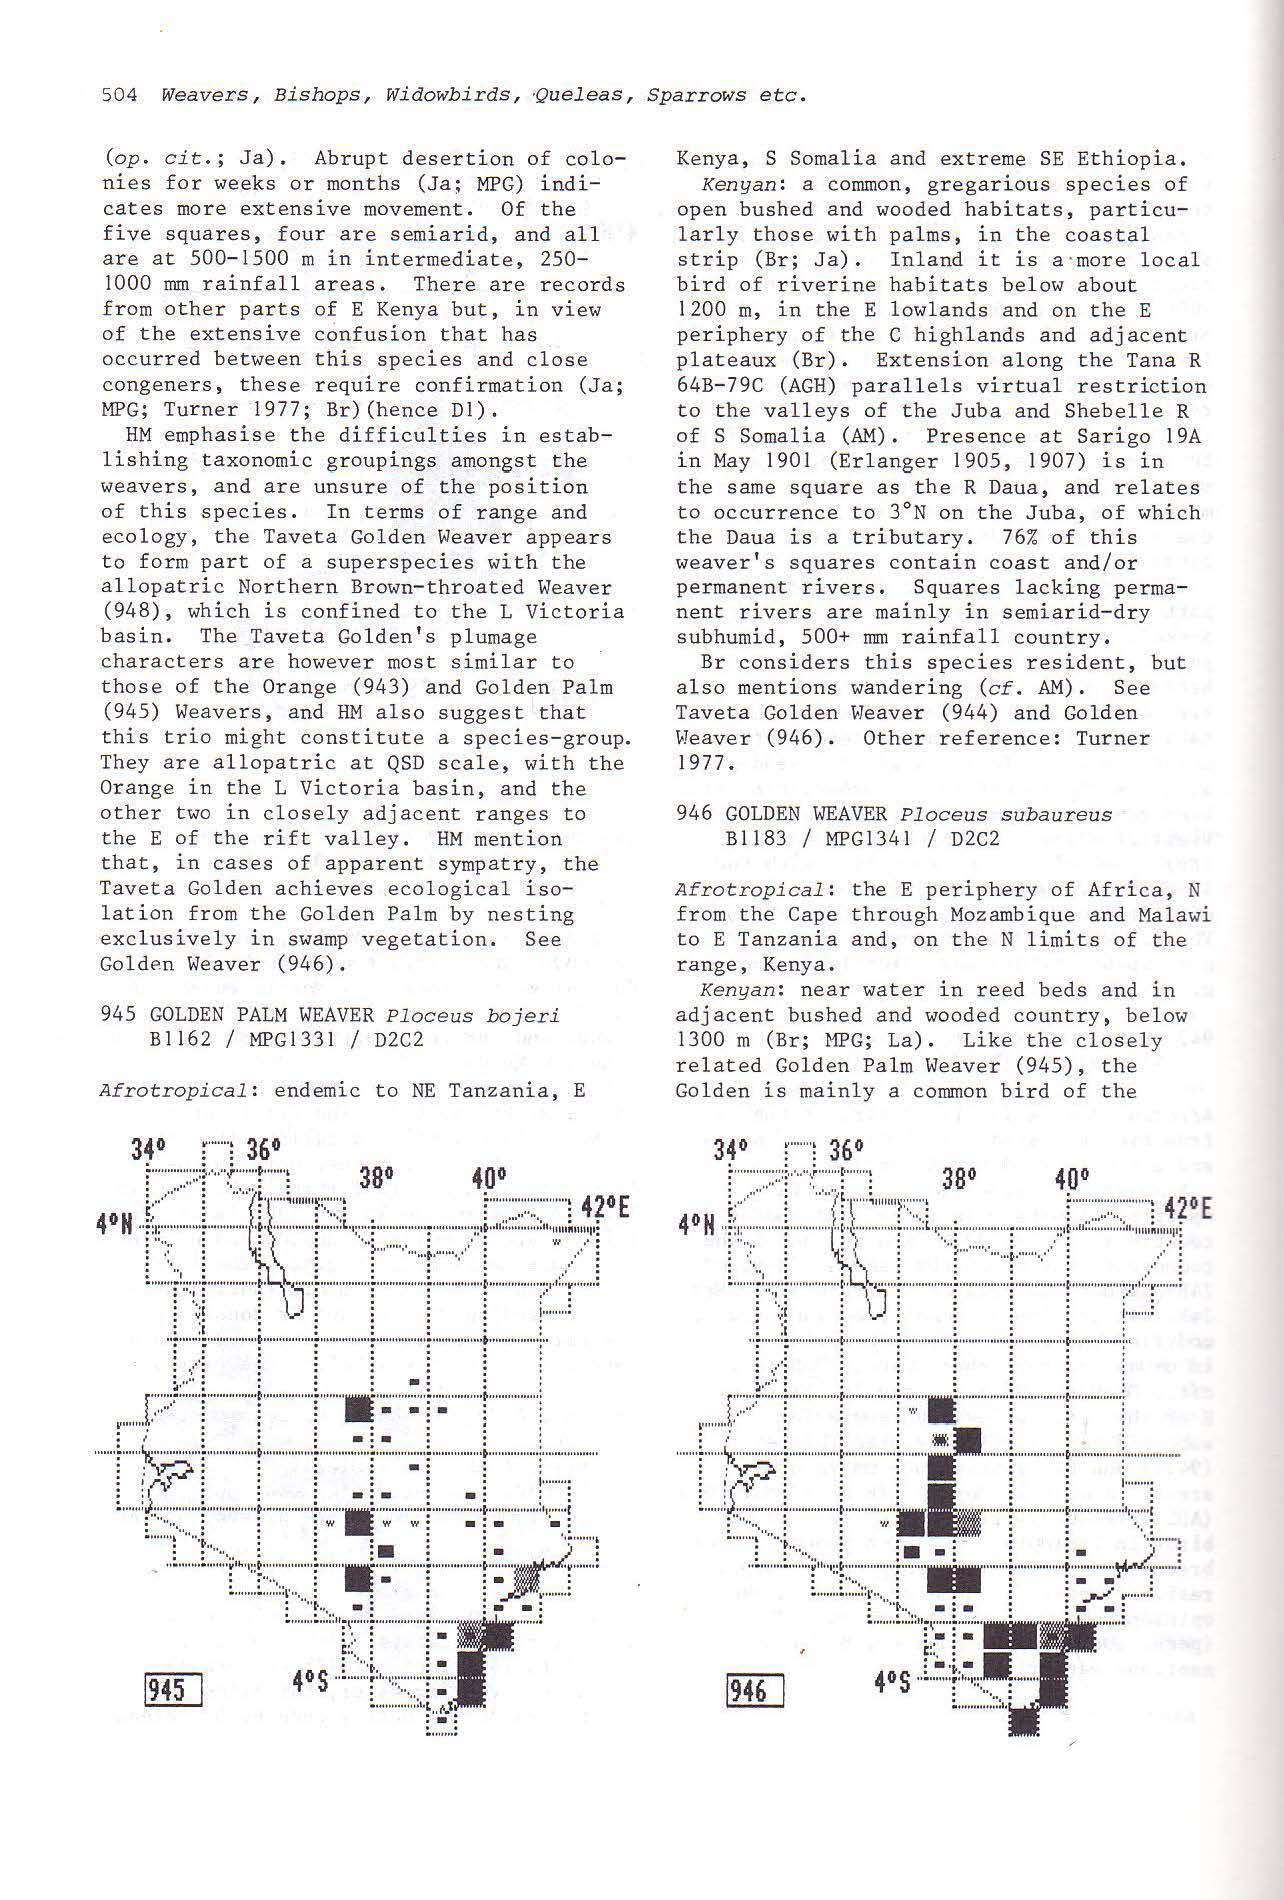 504 Weavers, Bishops, Widowbirds, Queleas, Sparrows etc.
(op. cit.; Ja). Abrupt desertion of colo-
nies for weeks or months (Ja; MPG) indi-
cates more extensive movement. Of the
five squares, four are semiarid, and all
are at 500-1500 m in intermediate, 250-
1000 mm rainfall areas. There are records
from other parts of E Kenya but, in view
of the extensive confusion that has
occurred between this species and close
congeners, these require confirmation (Ja;
MPG; Turner 1977; Br)(hence D1).
HM emphasise the difficulties in estab-
lishing taxonomic groupings amongst the
weavers, and are unsure of the position
of this species. In terms of range and
ecology, the Taveta Golden Weaver appears
to form part of a superspecies with the
allopatric Northern Brown-throated Weaver
(948), which is confined to the L Victoria
basin. The Taveta Golden's plumage
characters are however most similar to
those of the Orange (943) and Golden Palm
(945) Weavers, and HM also suggest that
this trio might constitute a species-group.
They are allopatric at QSD scale, with the
Orange in the L Victoria basin, and the
other two in closely adjacent ranges to
the E of the rift valley. HM mention
that, in cases of apparent sympatry, the
Taveta Golden achieves ecological iso-
lation from the Golden Palm by nesting
exclusively in swamp vegetation. See
Golden Weaver (946).
945 GOLDEN PALM WEAVER Ploceus bojeri
B1162 / MPG1331 / D2C2
Afrotropical: endemic to NE Tanzania, E
Kenya, S Somalia and extreme SE Ethiopia.
Kenyan: a common, gregarious species of
open bushed and wooded habitats, particu-
larly those with palms, in the coastal
strip (Br; Ja). Inland it is a more local
bird of riverine habitats below about
1200 m, in the E lowlands and on the E
periphery of the C highlands and adjacent
plateaux (Br). Extension along the Tana R
64B-79C (AGH) parallels virtual restriction
to the valleys of the Juba and Shebelle R
of S Somalia (AM). Presence at Sarigo 19A
in May 1901 (Erlanger 1905, 1907) is in
the same square as the R Daua, and relates
to occurrence to 3°N on the Juba, of which
the Daua is a tributary. 76% of this
weaver's squares contain coast and/or
permanent rivers. Squares lacking perma-
nent rivers are mainly in semiarid-dry
subhumid, 500+ mm rainfall country.
Br considers this species resident, but
also mentions wandering (cf. AM). See
Taveta Golden Weaver (944) and Golden
Weaver (946). Other reference: Turner
1977.
946 GOLDEN WEAVER Ploceus subaureus
B1183 / MPG1341 / D2C2
Afrotropical: the E periphery of Africa, N
from the Cape through Mozambique and Malawi
to E Tanzania and, on the N limits of the
range, Kenya.
Kenyan: near water in reed beds and in
adjacent bushed and wooded country, below
1300 m (Br; MPG; La). Like the closely
related Golden Palm Weaver (945), the
Golden is mainly a common bird of the
34° 36°
38° 40°
42°E
4°N
4°S
945
34° 36°
38° 40°
42°E
4°N
4°S
946